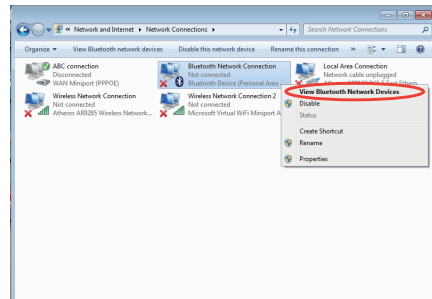 « Network and Internet ▸ Network Connections ▸
Search Network Connections
Organize ▾ View Bluetooth network devices Disable this network device Rename this connection »
ABC connection
Disconnected
WAN Miniport (PPPOE)
Bluetooth Network Connection
Not connected
Bluetooth Device (Personal Area ...
Local Area Connection
Network cable unplugged
Wireless Network Connection
Not connected
Atheros AR9285 Wireless Network...
Wireless Network Connection 2
Not connected
Microsoft Virtual WiFi Miniport A
View Bluetooth Network Devices
Disable
Status
Create Shortcut
Rename
Properties